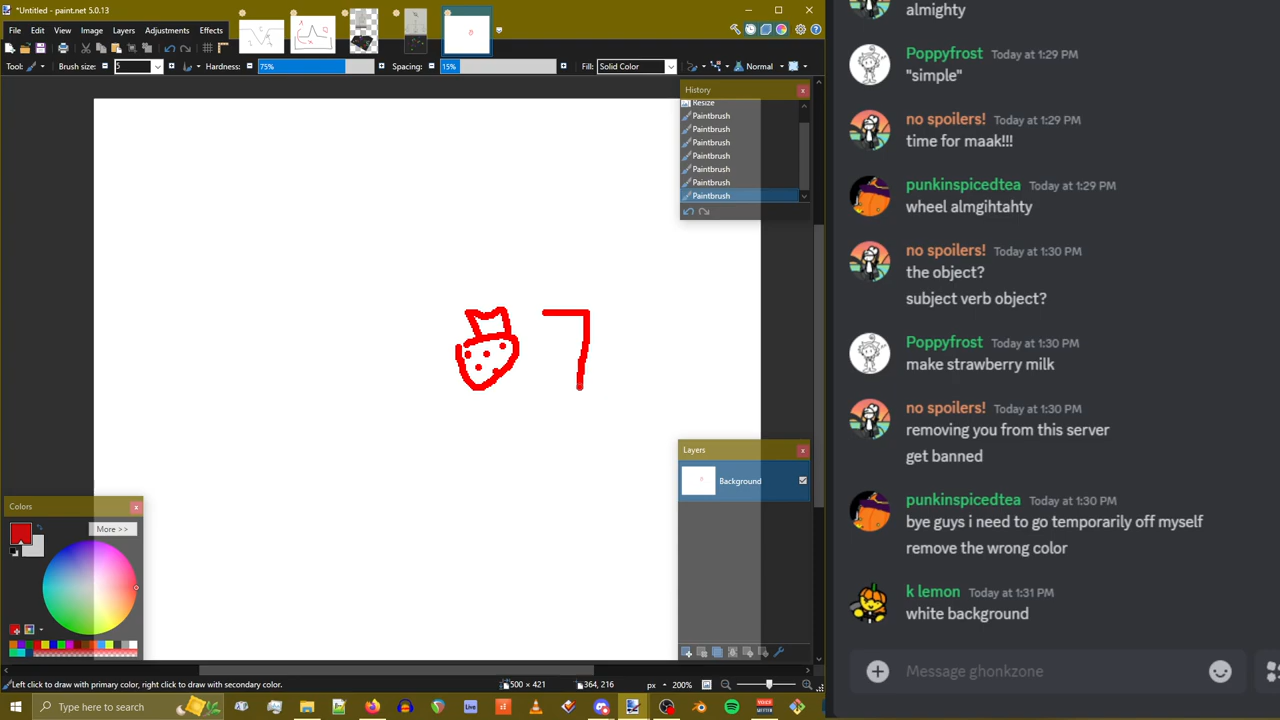 *Untitled - paint.net 5.0.13
File Edit View Image Layers Adjustments Effects
Tool: Brush size: 5 Hardness: 75% Spacing: 15% Fill: Solid Color Normal
History
Resize
Paintbrush
Paintbrush
Paintbrush
Paintbrush
Paintbrush
Paintbrush
Paintbrush
Layers
Background
Colors
More >>
Left click to draw with primary color, right click to draw with secondary color.
500 × 421
364, 216
px
200%
Type here to search
Live
almighty
Poppyfrost Today at 1:29 PM
"simple"
no spoilers! Today at 1:29 PM
time for maak!!!
punkinspicedtea Today at 1:29 PM
wheel almgihtahty
no spoilers! Today at 1:30 PM
the object?
subject verb object?
Poppyfrost Today at 1:30 PM
make strawberry milk
no spoilers! Today at 1:30 PM
removing you from this server
get banned
punkinspicedtea Today at 1:30 PM
bye guys i need to go temporarily off myself
remove the wrong color
k lemon Today at 1:31 PM
white background
Message ghonkzone